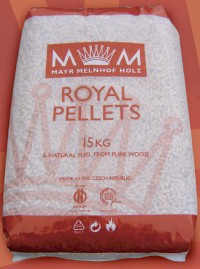 MM
MAYR MELNHOF HOLZ
ROYAL
PELLETS
15KG
A NATURAL FUEL FROM PURE WOOD
MADE IN THE CZECH REPUBLIC